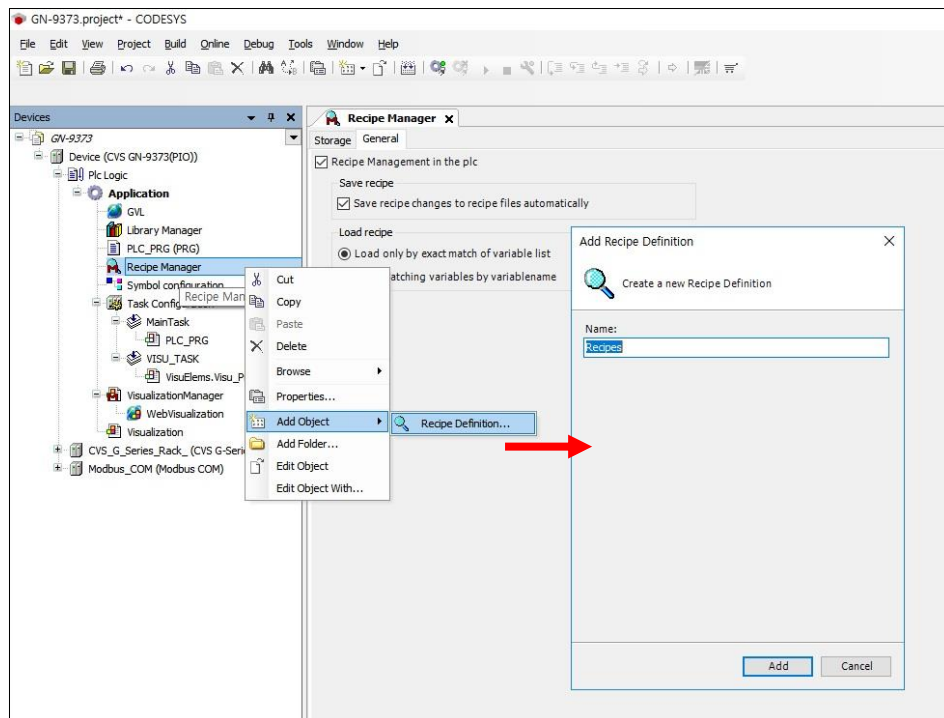 GN-9373.project* - CODESYS
File Edit View Project Build Online Debug Tools Window Help
Devices
GN-9373
Device (CVS GN-9373(PIO))
Plc Logic
Application
GVL
Library Manager
PLC_PRG (PRG)
Recipe Manager
Symbol configuration
Task Config
MainTask
PLC_PRG
VISU_TASK
VisuElems.Visu_P
VisualizationManager
WebVisualization
Visualization
CVS_G_Series_Rack_ (CVS G-Seri
Modbus_COM (Modbus COM)
Recipe Man
Cut
Copy
Paste
Delete
Browse
Properties...
Add Object
Add Folder...
Edit Object
Edit Object With...
Recipe Definition...
Recipe Manager
Storage General
Recipe Management in the plc
Save recipe
Save recipe changes to recipe files automatically
Load recipe
Load only by exact match of variable list
atching variables by variablename
Add Recipe Definition
Create a new Recipe Definition
Name:
Recipes
Add Cancel